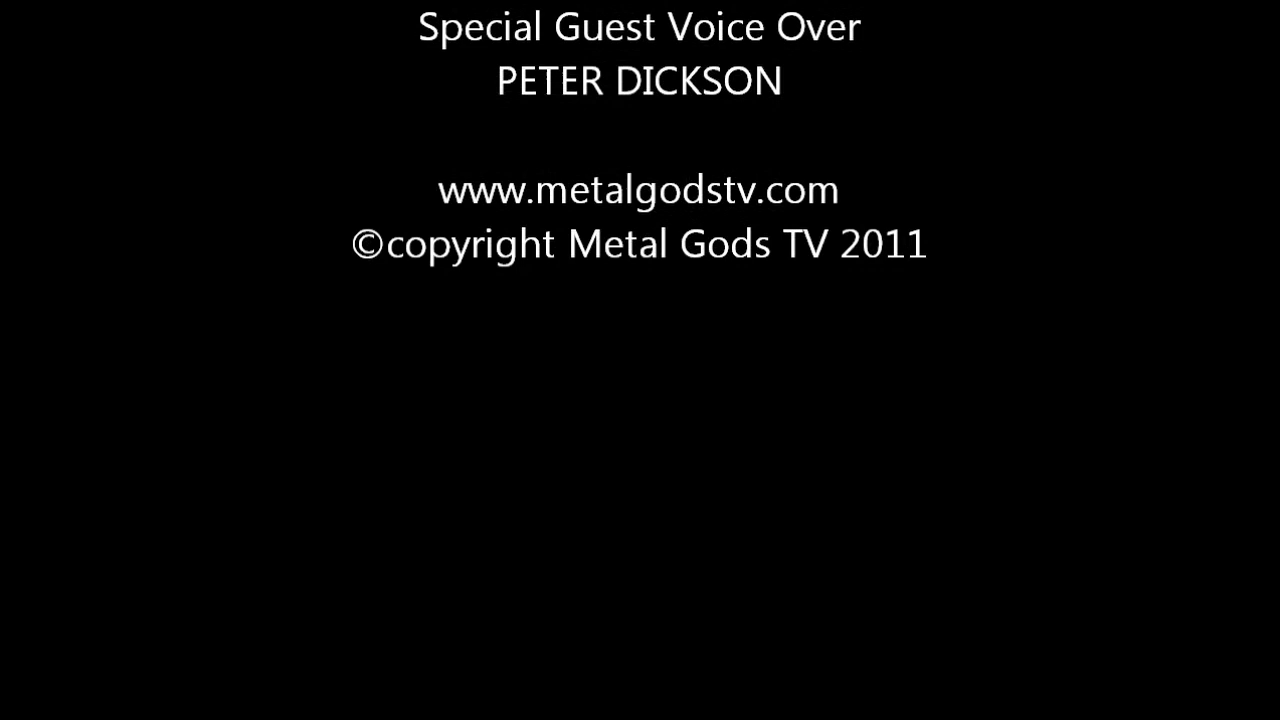 Special Guest Voice Over
PETER DICKSON
www.metalgodstv.com
©copyright Metal Gods TV 2011